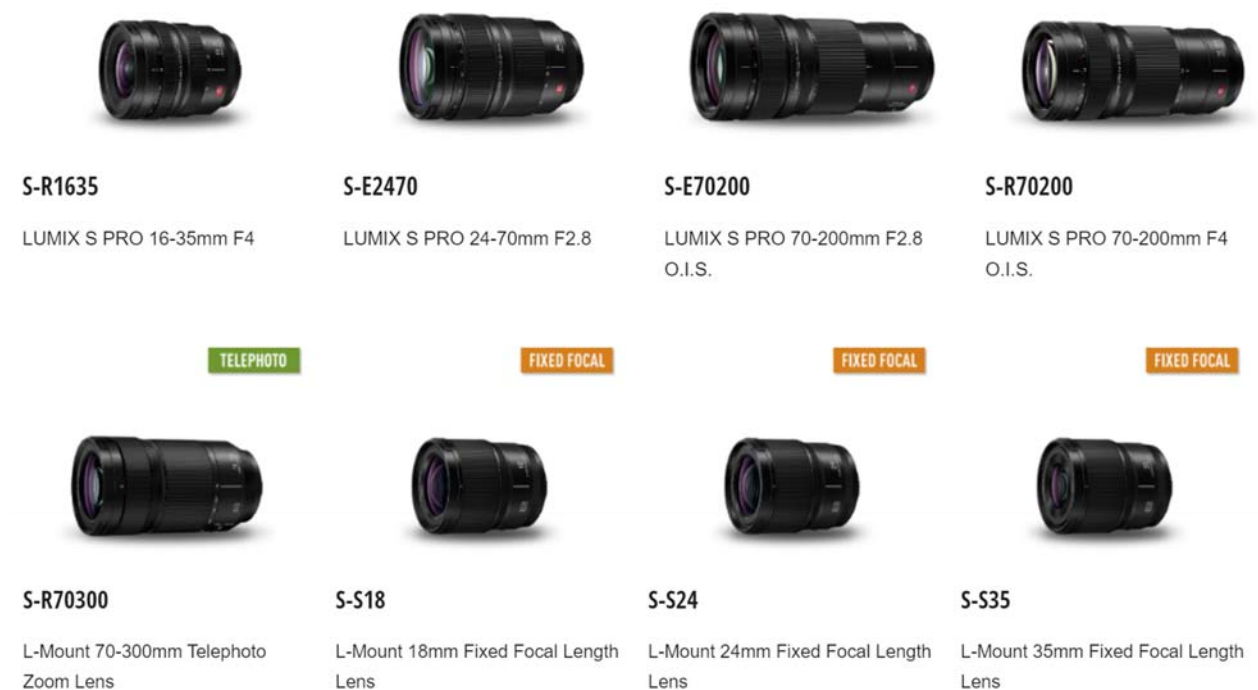 S-R1635
LUMIX S PRO 16-35mm F4
S-E2470
LUMIX S PRO 24-70mm F2.8
S-E70200
LUMIX S PRO 70-200mm F2.8
O.I.S.
S-R70200
LUMIX S PRO 70-200mm F4
O.I.S.
TELEPHOTO
S-R70300
L-Mount 70-300mm Telephoto
Zoom Lens
FIXED FOCAL
S-S18
L-Mount 18mm Fixed Focal Length
Lens
FIXED FOCAL
S-S24
L-Mount 24mm Fixed Focal Length
Lens
FIXED FOCAL
S-S35
L-Mount 35mm Fixed Focal Length
Lens